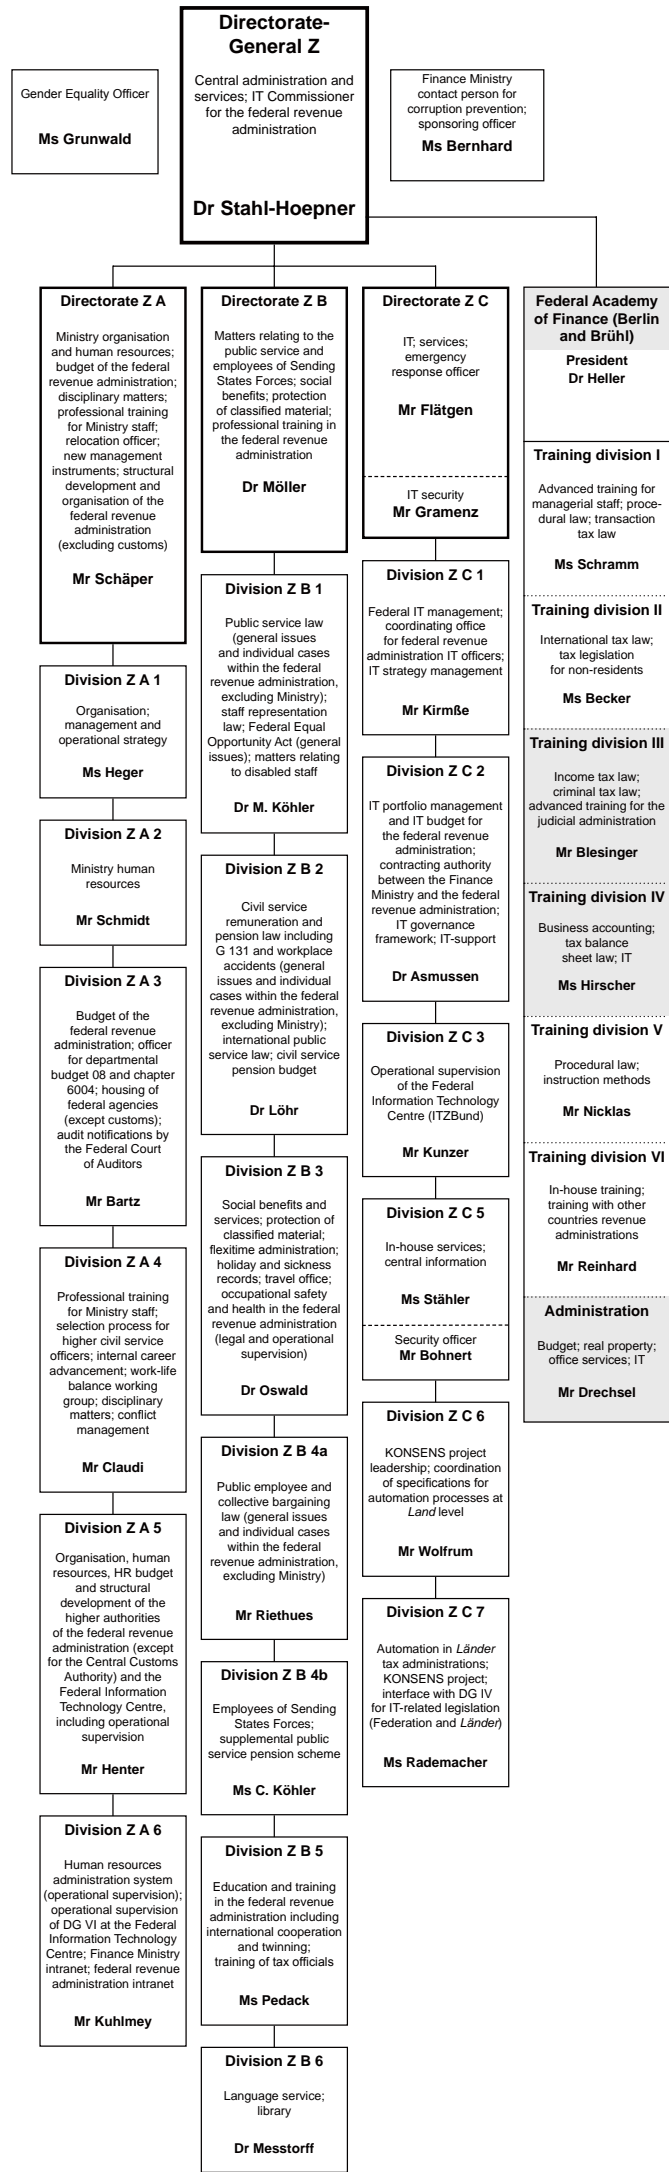 Directorate-
General Z
Central administration and
services; IT Commissioner
for the federal revenue
administration
Dr Stahl-Hoepner
Gender Equality Officer
Ms Grunwald
Finance Ministry
contact person for
corruption prevention;
sponsoring officer
Ms Bernhard
Directorate Z A
Ministry organisation
and human resources;
budget of the federal
revenue administration;
disciplinary matters;
professional training
for Ministry staff;
relocation officer;
new management
instruments; structural
development and
organisation of the
federal revenue
administration
(excluding customs)
Mr Schäper
Division Z A 1
Organisation;
management and
operational strategy
Ms Heger
Division Z A 2
Ministry human
resources
Mr Schmidt
Division Z A 3
Budget of the
federal revenue
administration; officer
for departmental
budget 08 and chapter
6004; housing of
federal agencies
(except customs);
audit notifications by
the Federal Court
of Auditors
Mr Bartz
Division Z A 4
Professional training
for Ministry staff;
selection process for
higher civil service
officers; internal career
advancement; work-life
balance working
group; disciplinary
matters; conflict
management
Mr Claudi
Division Z A 5
Organisation, human
resources, HR budget
and structural
development of the
higher authorities
of the federal revenue
administration (except
for the Central Customs
Authority) and the
Federal Information
Technology Centre,
including operational
supervision
Mr Henter
Division Z A 6
Human resources
administration system
(operational supervision);
operational supervision
of DG VI at the Federal
Information Technology
Centre; Finance Ministry
intranet; federal revenue
administration intranet
Mr Kuhlmey
Directorate Z B
Matters relating to the
public service and
employees of Sending
States Forces; social
benefits; protection
of classified material;
professional training in
the federal revenue
administration
Dr Möller
Division Z B 1
Public service law
(general issues
and individual cases
within the federal
revenue administration,
excluding Ministry);
staff representation
law; Federal Equal
Opportunity Act (general
issues); matters relating
to disabled staff
Dr M. Köhler
Division Z B 2
Civil service
remuneration and
pension law including
G 131 and workplace
accidents (general
issues and individual
cases within the federal
revenue administration,
excluding Ministry);
international public
service law; civil service
pension budget
Dr Löhr
Division Z B 3
Social benefits and
services; protection of
classified material;
flexitime administration;
holiday and sickness
records; travel office;
occupational safety
and health in the federal
revenue administration
(legal and operational
supervision)
Dr Oswald
Division Z B 4a
Public employee and
collective bargaining
law (general issues
and individual cases
within the federal
revenue administration,
excluding Ministry)
Mr Riethues
Division Z B 4b
Employees of Sending
States Forces;
supplemental public
service pension scheme
Ms C. Köhler
Division Z B 5
Education and training
in the federal revenue
administration including
international cooperation
and twinning;
training of tax officials
Ms Pedack
Division Z B 6
Language service;
library
Dr Messtorff
Directorate Z C
IT; services;
emergency
response officer
Mr Flätgen
IT security
Mr Gramenz
Division Z C 1
Federal IT management;
coordinating office
for federal revenue
administration IT officers;
IT strategy management
Mr Kirmße
Division Z C 2
IT portfolio management
and IT budget for
the federal revenue
administration;
contracting authority
between the Finance
Ministry and the federal
revenue administration;
IT governance
framework; IT-support
Dr Asmussen
Division Z C 3
Operational supervision
of the Federal
Information Technology
Centre (ITZBund)
Mr Kunzer
Division Z C 5
In-house services;
central information
Ms Stähler
Security officer
Mr Bohnert
Division Z C 6
KONSENS project
leadership; coordination
of specifications for
automation processes at
Land level
Mr Wolfrum
Division Z C 7
Automation in Länder
tax administrations;
KONSENS project;
interface with DG IV
for IT-related legislation
(Federation and Länder)
Ms Rademacher
Federal Academy
of Finance (Berlin
and Brühl)
President
Dr Heller
Training division I
Advanced training for
managerial staff; proce-
dural law; transaction
tax law
Ms Schramm
Training division II
International tax law;
tax legislation
for non-residents
Ms Becker
Training division III
Income tax law;
criminal tax law;
advanced training for the
judicial administration
Mr Blesinger
Training division IV
Business accounting;
tax balance
sheet law; IT
Ms Hirscher
Training division V
Procedural law;
instruction methods
Mr Nicklas
Training division VI
In-house training;
training with other
countries revenue
administrations
Mr Reinhard
Administration
Budget; real property;
office services; IT
Mr Drechsel